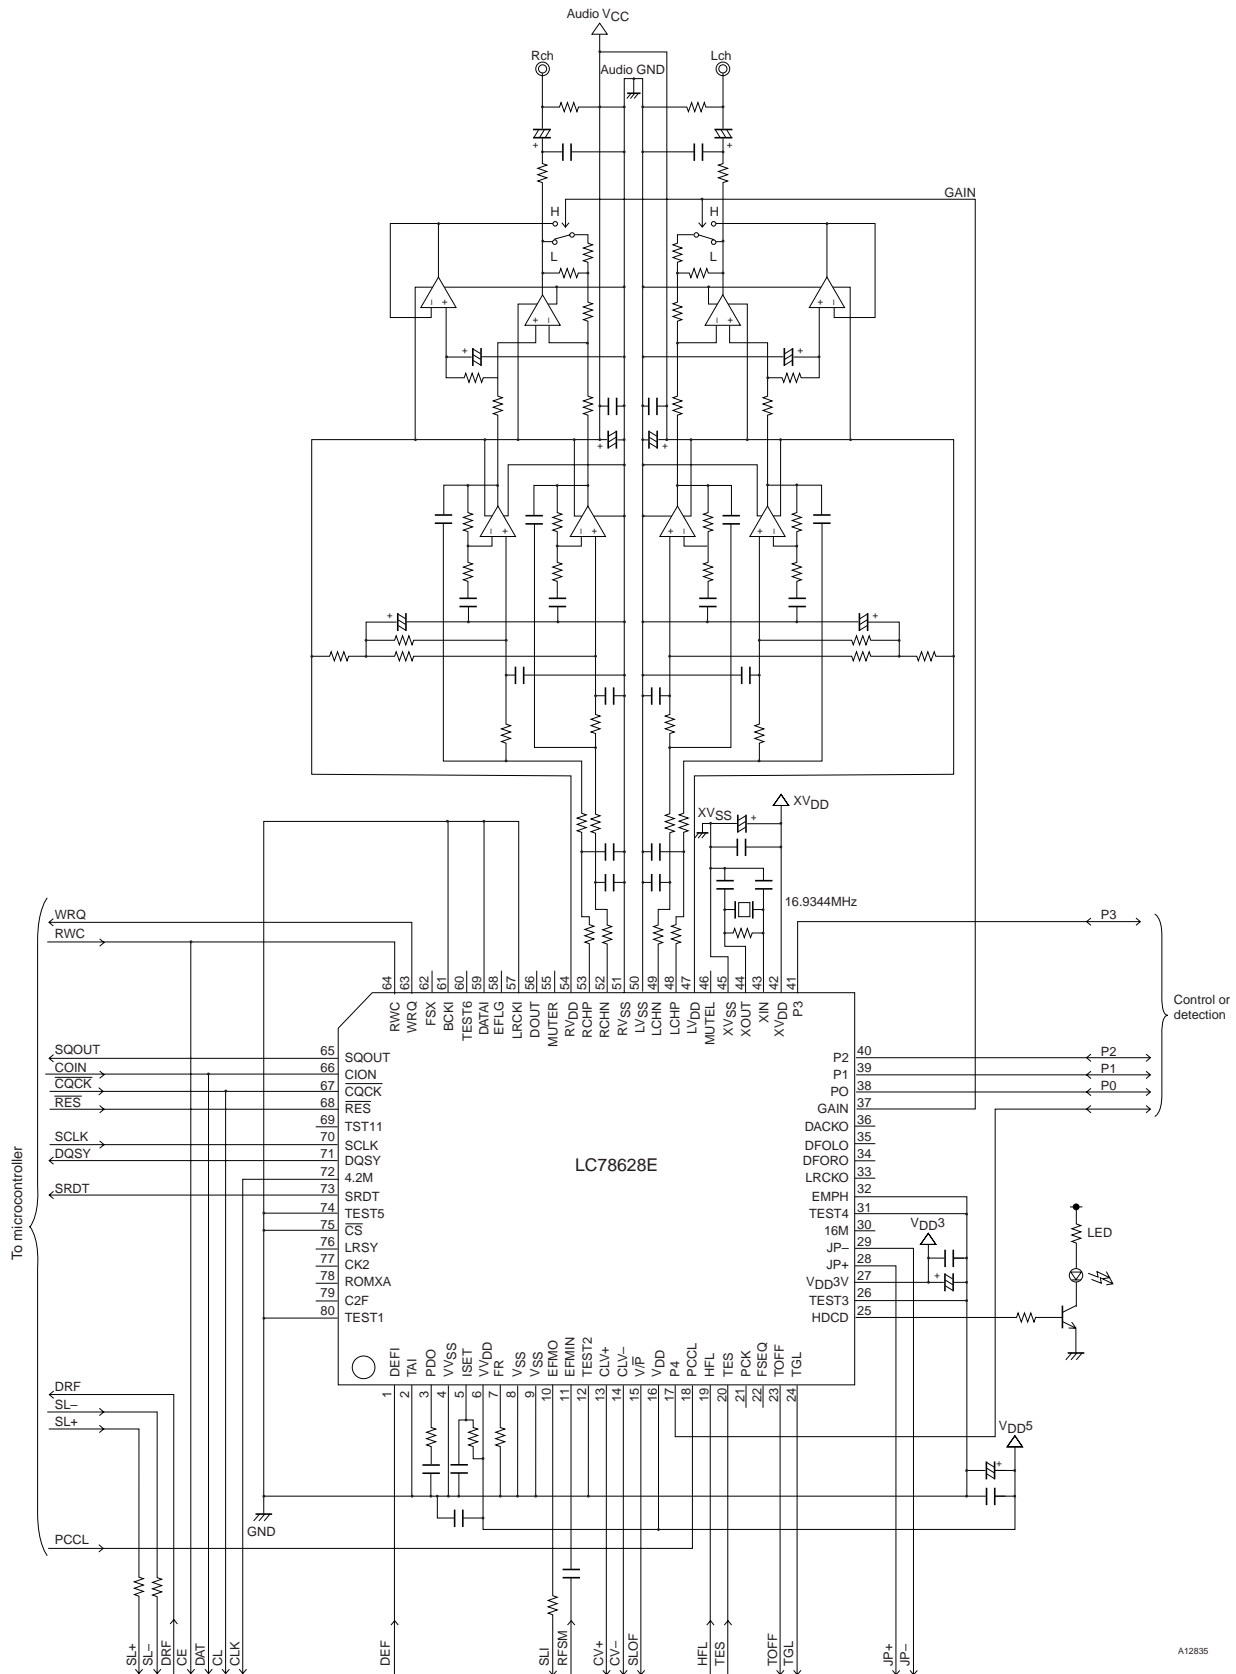 Audio VCC
Rch
Lch
Audio GND
GAIN
H
H
L
L
XVDD
XVSS
16.9344MHz
WRQ
RWC
P3
64 63 62 61 60 59 58 57 56 55 54 53 52 51 50 49 48 47 46 45 44 43 42 41
RWC WRQ FSX BCKI TEST6 DATAI EFLG LRCKI DOUT MUTER RVDD RCHP RCHN RVSS LVSS LCHN LCHP LVDD MUTEL XVSS XOUT XIN XVDD P3
Control or
detection
SQOUT 65 SQOUT
COIN 66 CION
CQCK 67 CQCK
RES 68 RES
69 TST11
SCLK 70 SCLK
DQSY 71 DQSY
72 4.2M
SRDT 73 SRDT
74 TEST5
75 CS
76 LRSY
77 CK2
78 ROMXA
79 C2F
80 TEST1
To microcontroller
LC78628E
P2 40 P2
P1 39 P1
PO 38 P0
GAIN 37
DACKO 36
DFOLO 35
DFORO 34
LRCKO 33
EMPH 32
TEST4 31
16M 30
JP– 29
JP+ 28
VDD3V 27
TEST3 26
HDCD 25
VDD3
LED
DEFI TAI PDO VVSS ISET VVDD FR VSS VSS EFMO EFMIN TEST2 CLV+ CLV– V/P VDD P4 PCCL HFL TES PCK FSEQ TOFF TGL
1 2 3 4 5 6 7 8 9 10 11 12 13 14 15 16 17 18 19 20 21 22 23 24
DRF
SL–
SL+
VDD5
GND
PCCL
SL+ SL– DRF CE DAT CL CLK DEF SLI RFSM CV+ CV– SLOF HFL TES TOFF TGL JP+ JP–
A12835